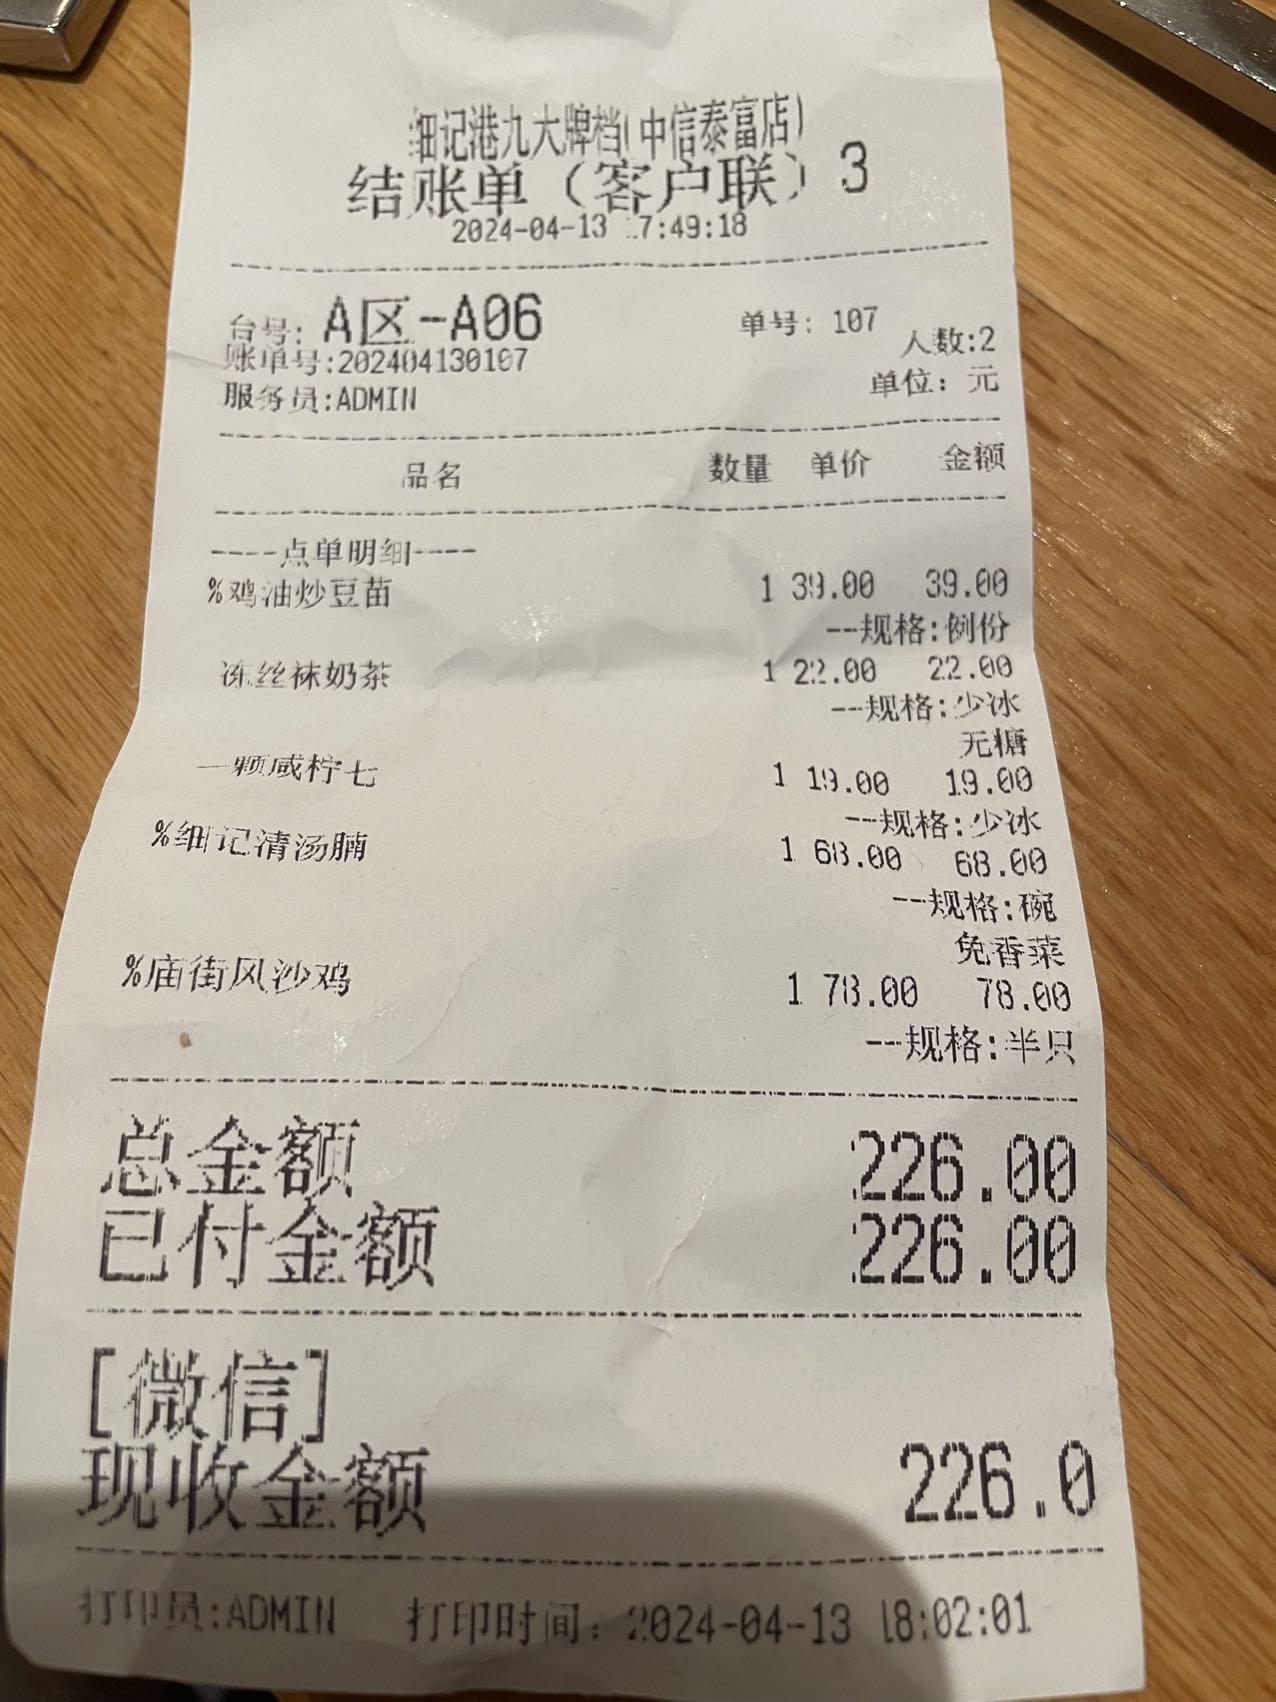 细记港九大牌档(中信泰富店)
结账单（客户联）3
2024-04-13 17:49:18
台号: A区-A06 单号: 107
账单号:202404130107 人数:2
服务员:ADMIN 单位: 元
品名 数量 单价 金额
----点单明细----
%鸡油炒豆苗 1 39.00 39.00
--规格:例份
冻丝袜奶茶 1 22.00 22.00
--规格:少冰
无糖
一颗咸柠七 1 19.00 19.00
--规格:少冰
%细记清汤腩 1 68.00 68.00
--规格:碗
免香菜
%庙街风沙鸡 1 78.00 78.00
--规格:半只
总金额 226.00
已付金额 226.00
[微信]
现收金额 226.0
打印员:ADMIN 打印时间: 2024-04-13 18:02:01